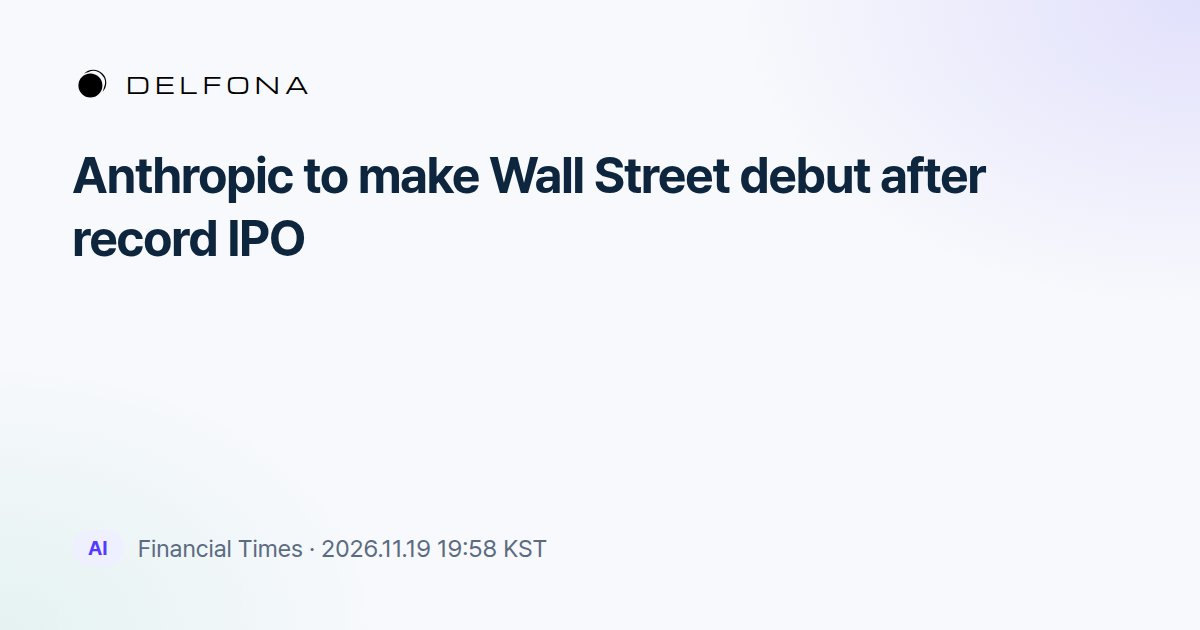 DELFONA
Anthropic to make Wall Street debut after
record IPO
AI Financial Times · 2026.11.19 19:58 KST